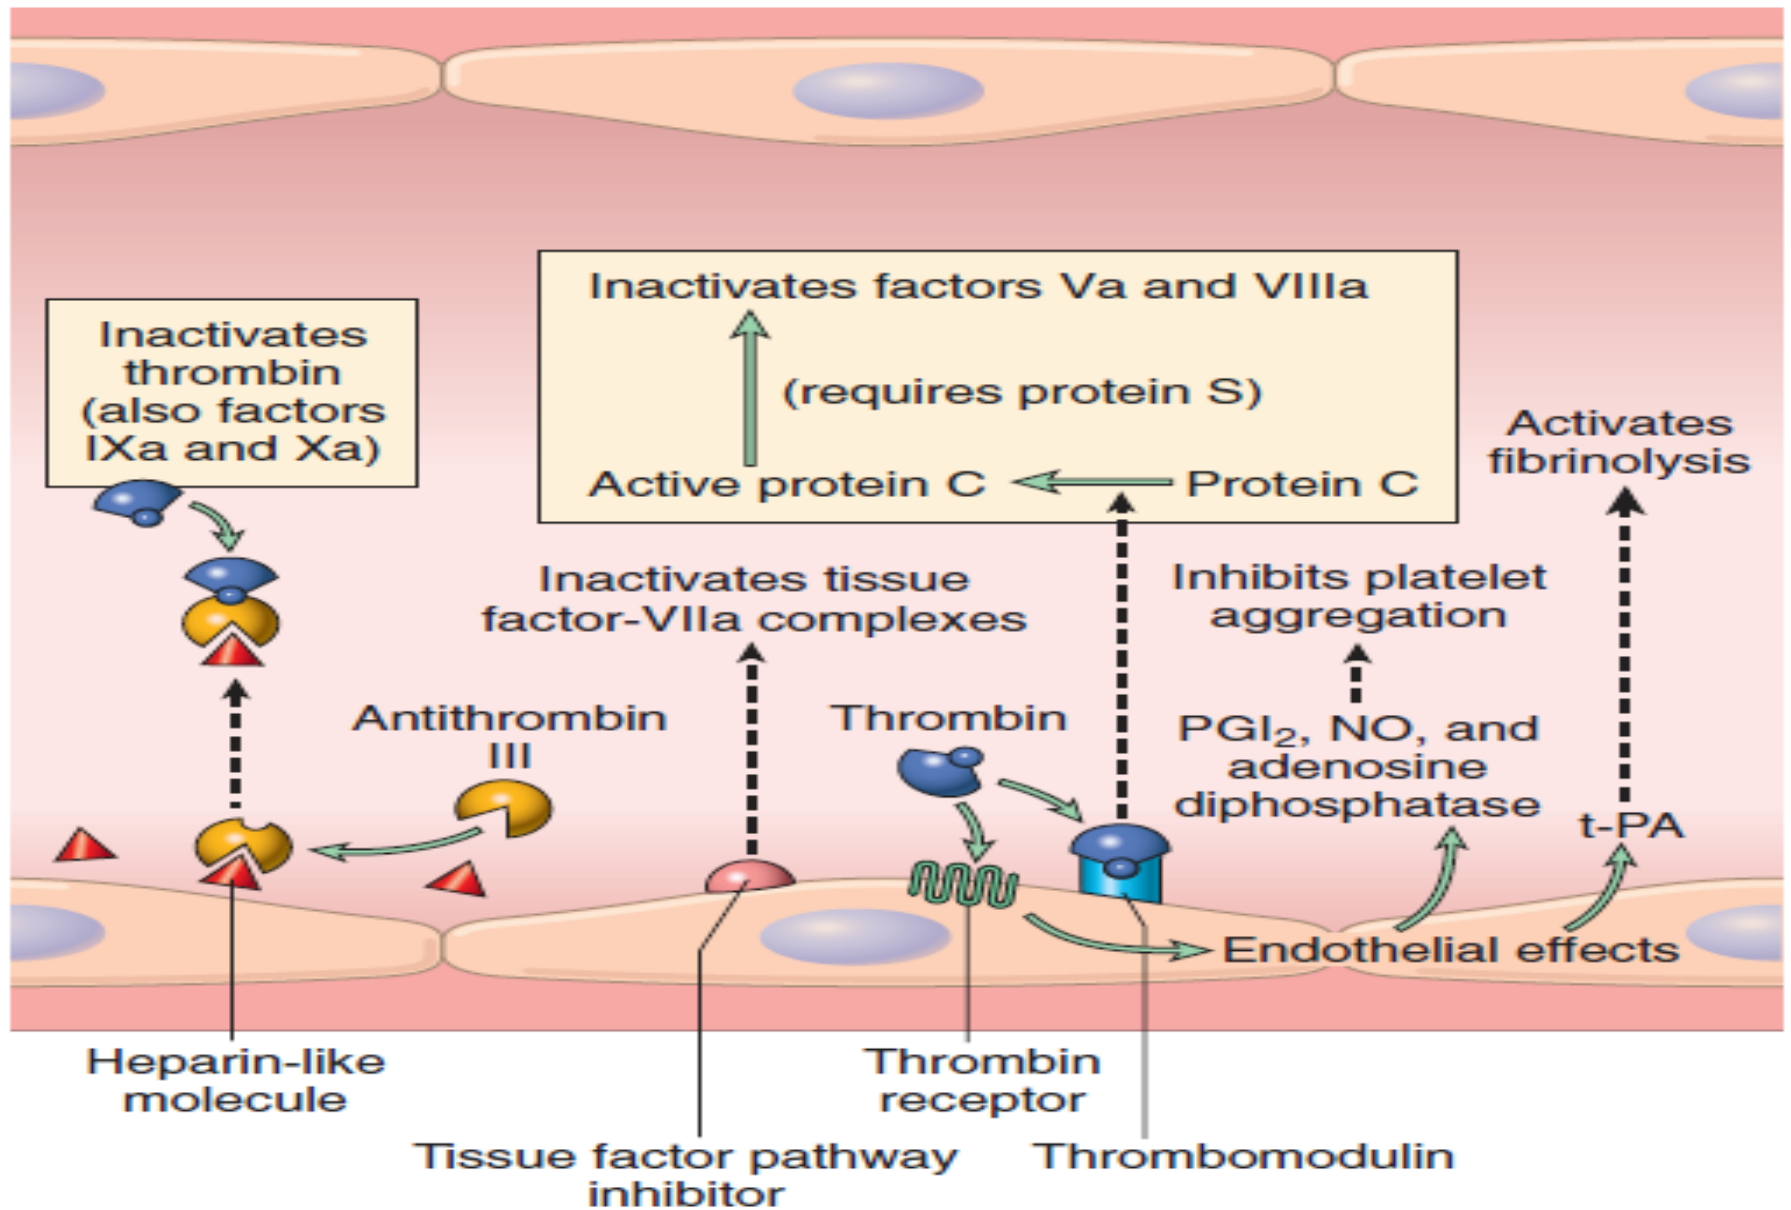 Inactivates
thrombin
(also factors
IXa and Xa)
Inactivates factors Va and VIIIa
(requires protein S)
Active protein C
Protein C
Activates
fibrinolysis
Inactivates tissue
factor-VIIa complexes
Inhibits platelet
aggregation
Antithrombin
III
Thrombin
PGI₂, NO, and
adenosine
diphosphatase
t-PA
Endothelial effects
Heparin-like
molecule
Tissue factor pathway
inhibitor
Thrombin
receptor
Thrombomodulin